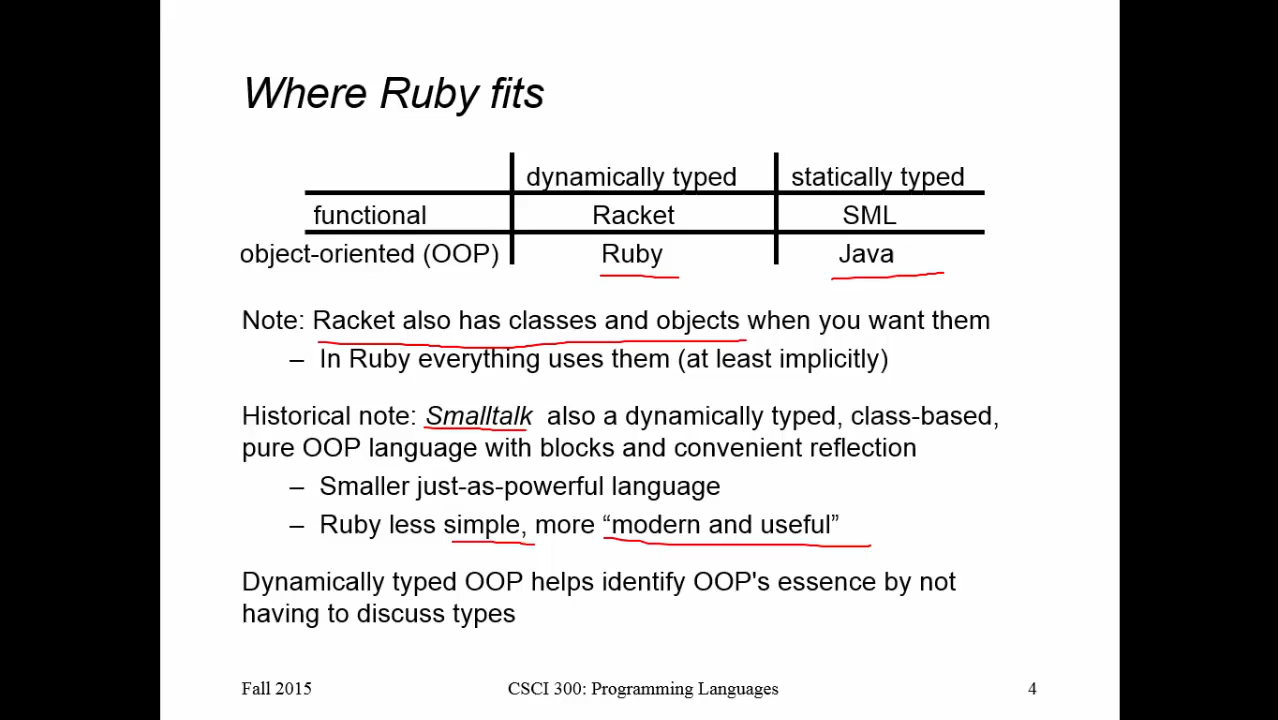 Where Ruby fits
dynamically typed statically typed
functional Racket SML
object-oriented (OOP) Ruby Java
Note: Racket also has classes and objects when you want them
– In Ruby everything uses them (at least implicitly)
Historical note: Smalltalk also a dynamically typed, class-based,
pure OOP language with blocks and convenient reflection
– Smaller just-as-powerful language
– Ruby less simple, more “modern and useful”
Dynamically typed OOP helps identify OOP's essence by not
having to discuss types
Fall 2015 CSCI 300: Programming Languages 4